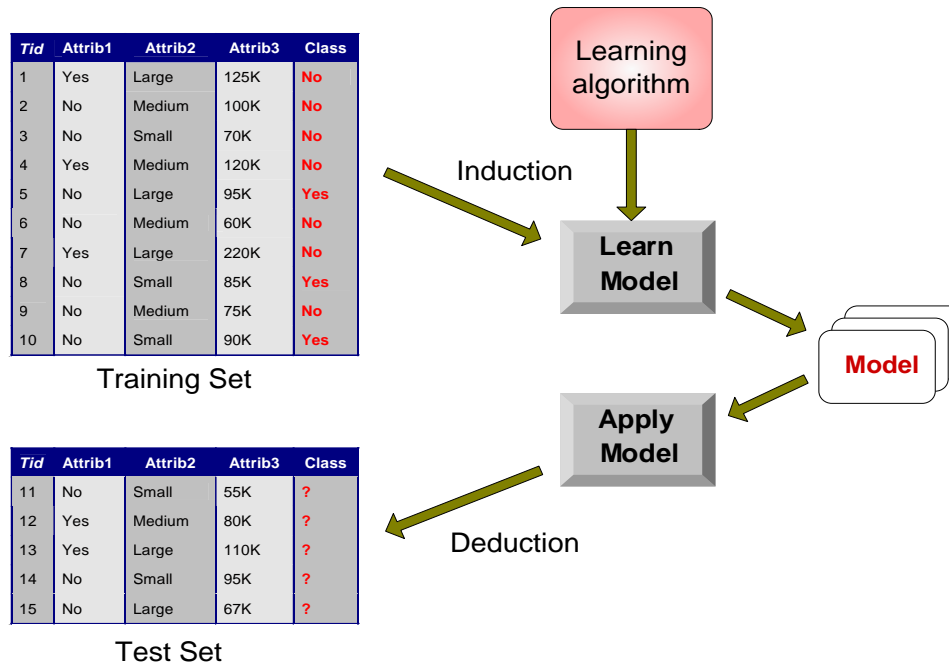 Tid Attrib1 Attrib2 Attrib3 Class
1 Yes Large 125K No
2 No Medium 100K No
3 No Small 70K No
4 Yes Medium 120K No
5 No Large 95K Yes
6 No Medium 60K No
7 Yes Large 220K No
8 No Small 85K Yes
9 No Medium 75K No
10 No Small 90K Yes
Training Set
Learning
algorithm
Induction
Learn
Model
Model
Apply
Model
Deduction
Tid Attrib1 Attrib2 Attrib3 Class
11 No Small 55K ?
12 Yes Medium 80K ?
13 Yes Large 110K ?
14 No Small 95K ?
15 No Large 67K ?
Test Set